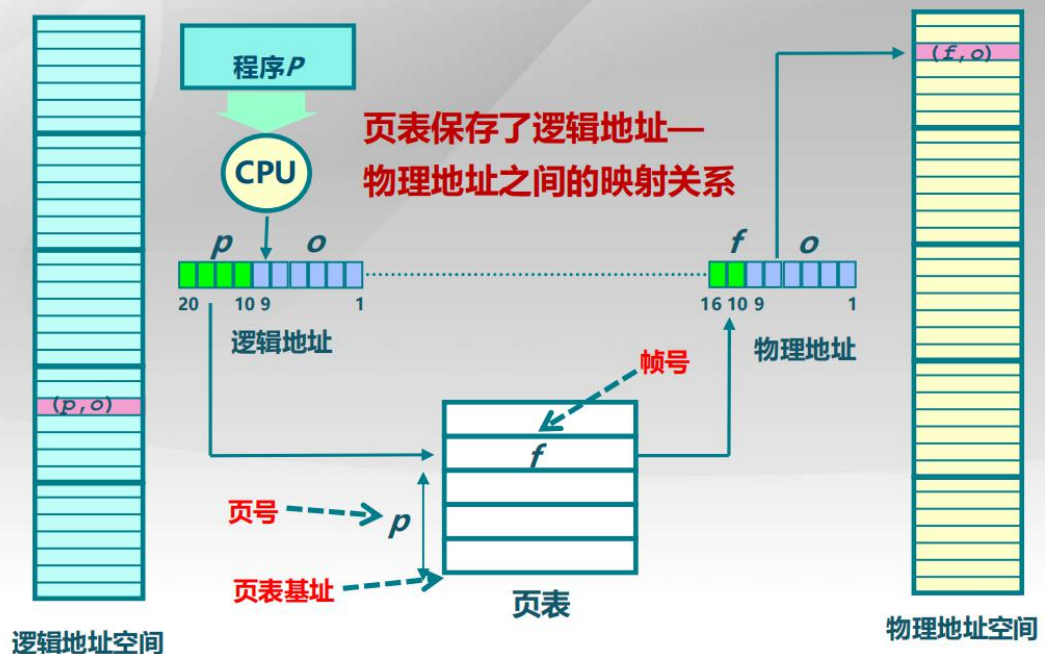 程序P
CPU
页表保存了逻辑地址—
物理地址之间的映射关系
(f,o)
p o
f o
20 10 9 1
16 10 9 1
逻辑地址
物理地址
帧号
(p,o)
f
页号
p
页表基址
页表
逻辑地址空间
物理地址空间